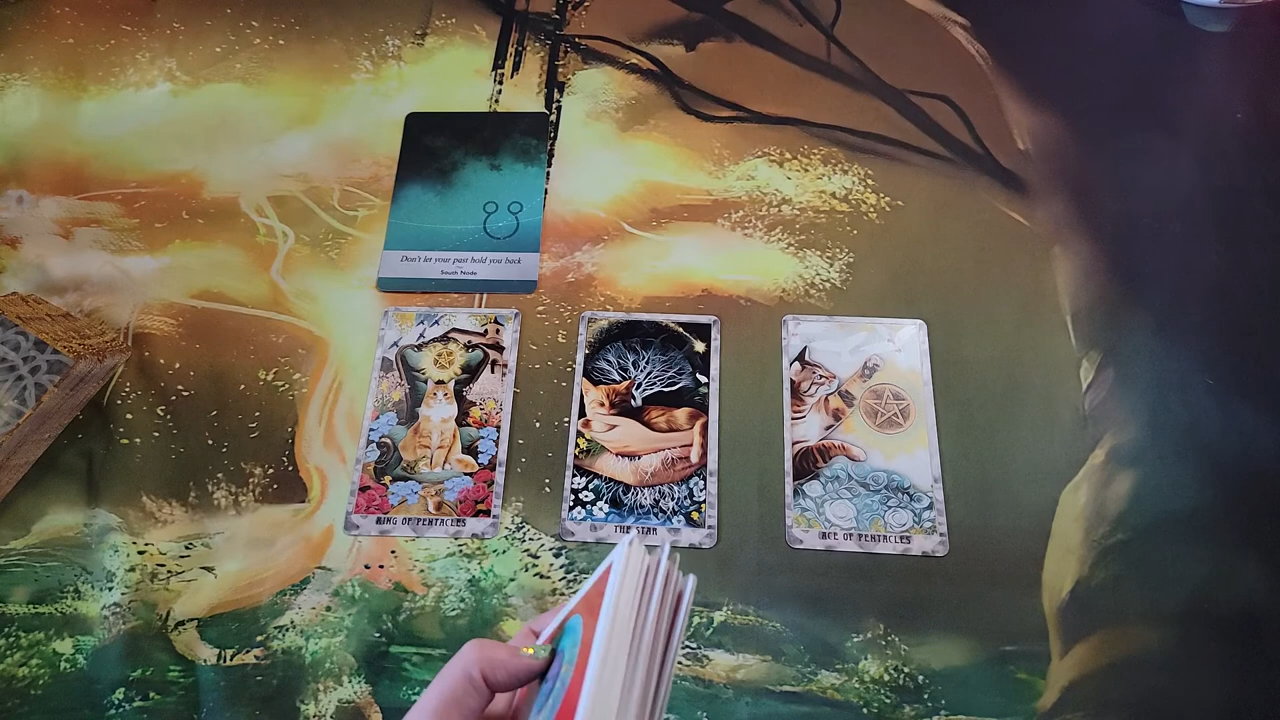 Don't let your past hold you back
South Node
KING OF PENTACLES
THE STAR
ACE OF PENTACLES